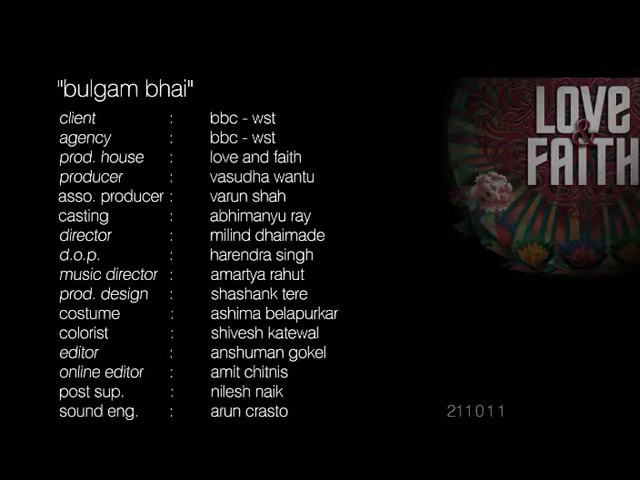 "bulgam bhai"
client : bbc - wst
agency : bbc - wst
prod. house : love and faith
producer : vasudha wantu
asso. producer : varun shah
casting : abhimanyu ray
director : milind dhaimade
d.o.p. : harendra singh
music director : amartya rahut
prod. design : shashank tere
costume : ashima belapurkar
colorist : shivesh katewal
editor : anshuman gokel
online editor : amit chitnis
post sup. : nilesh naik
sound eng. : arun crasto
LOVE
&
FAITH
211011